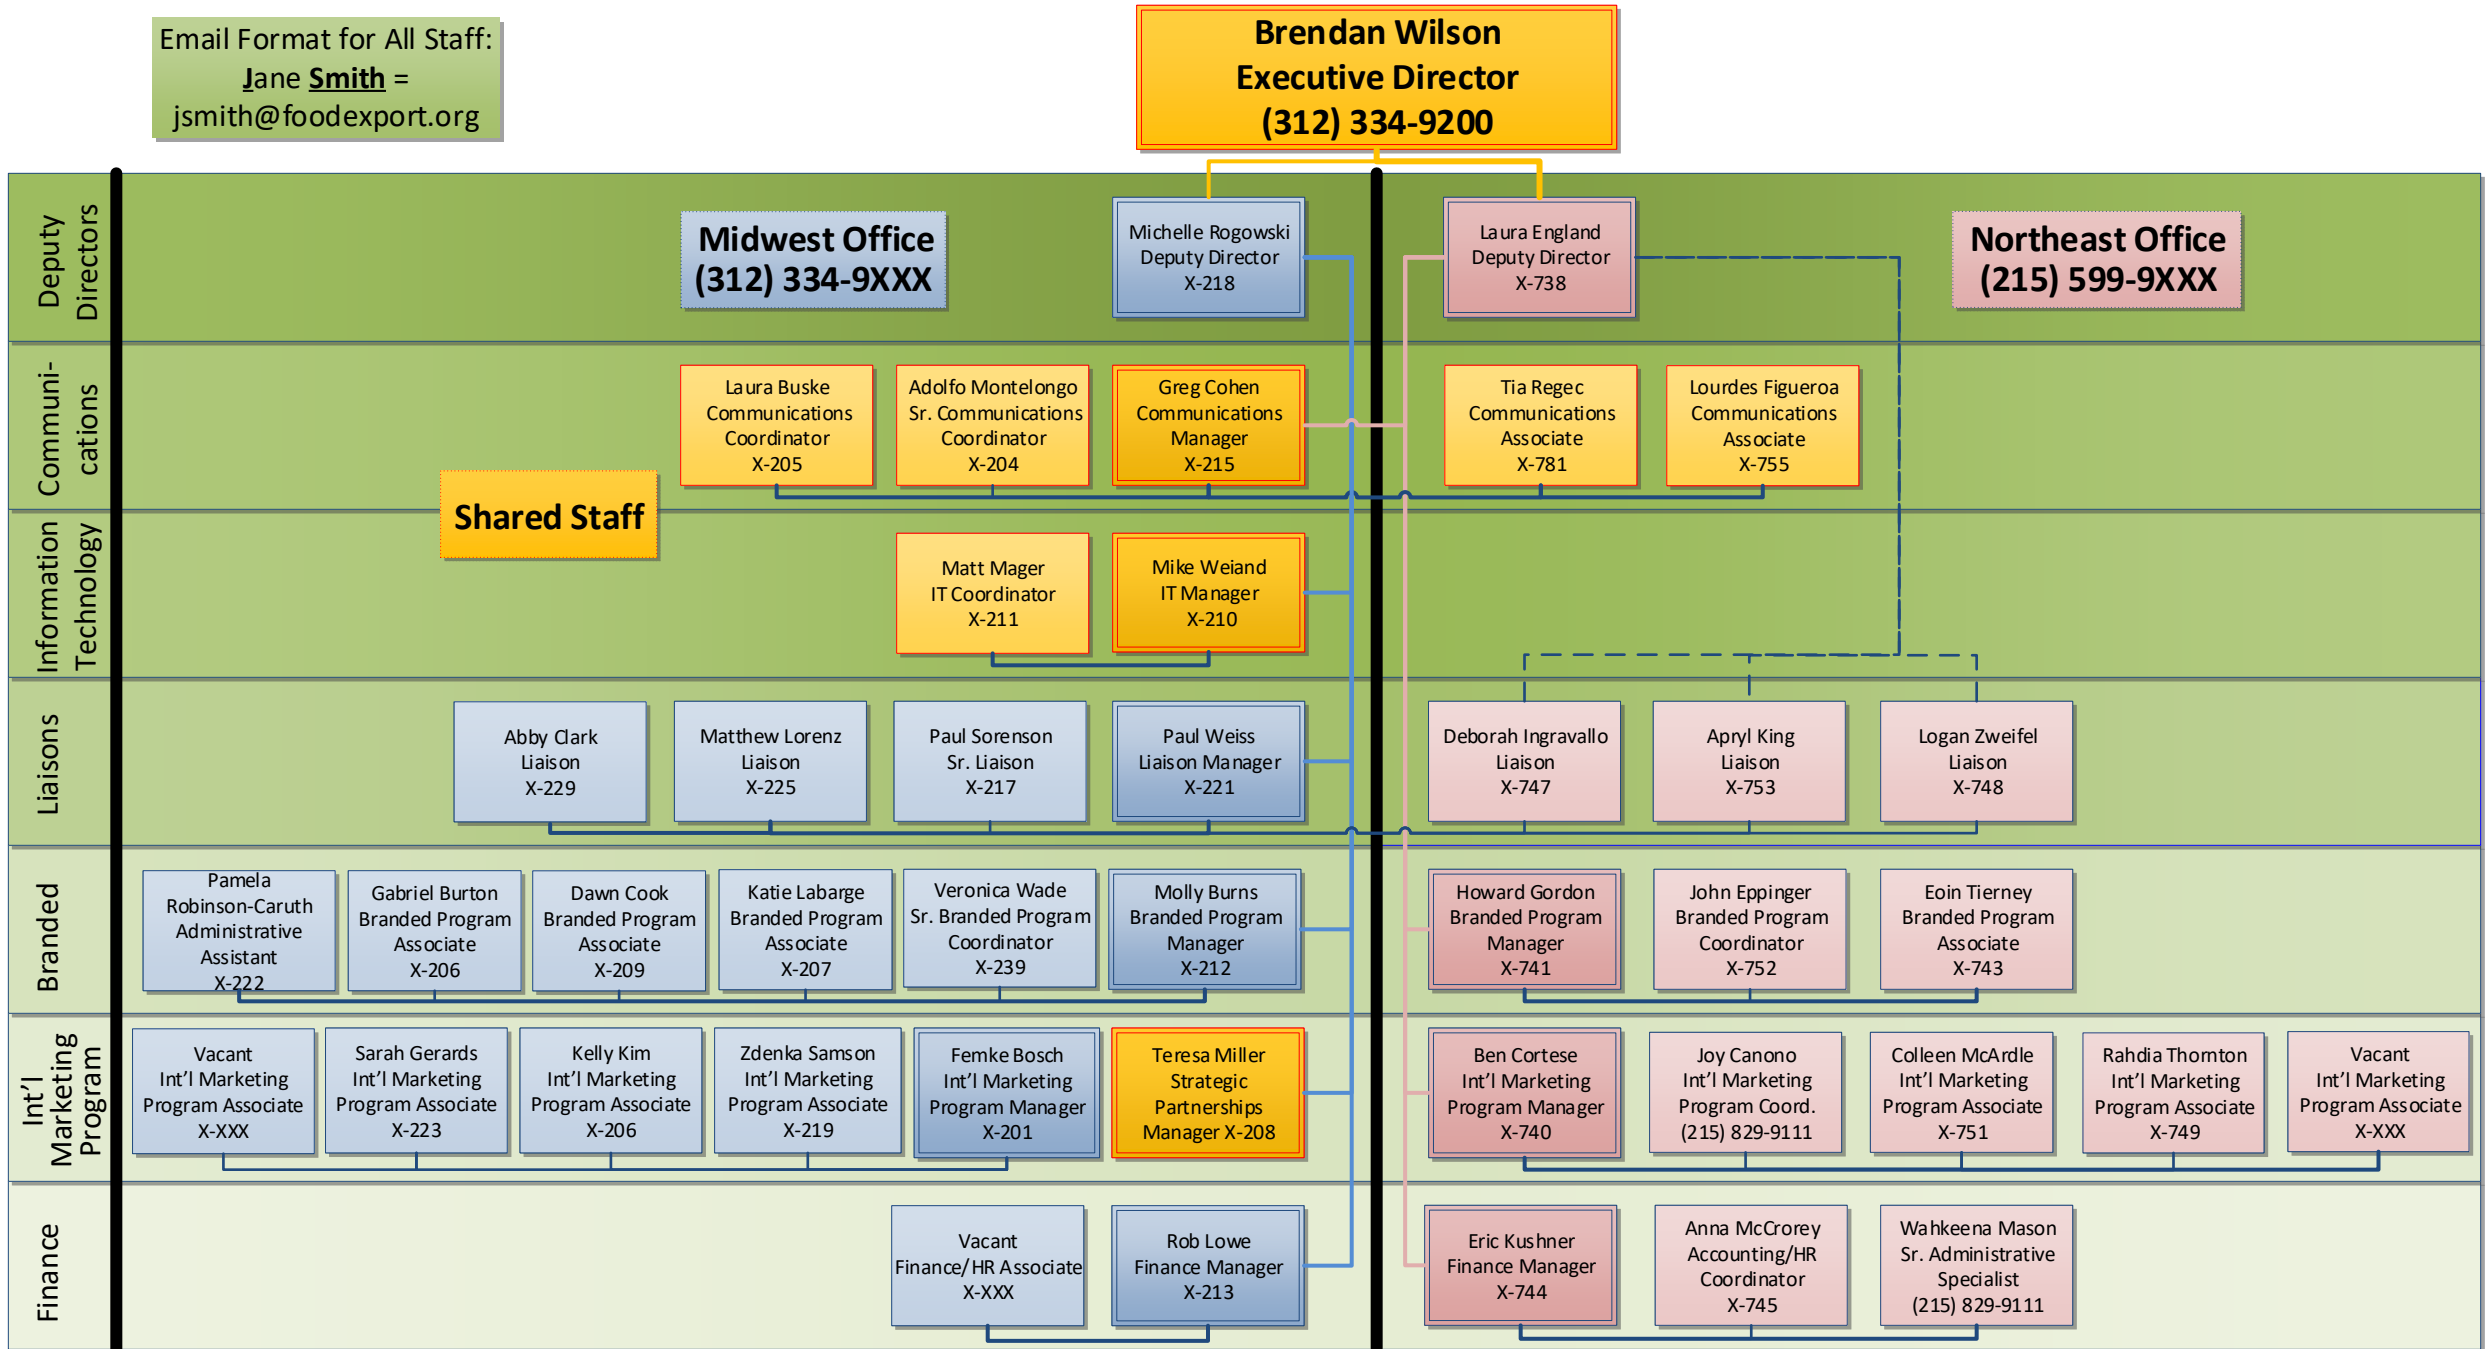 Email Format for All Staff:
Jane Smith =
jsmith@foodexport.org
Brendan Wilson
Executive Director
(312) 334-9200
Deputy
Directors
Midwest Office
(312) 334-9XXX
Michelle Rogowski
Deputy Director
X-218
Laura England
Deputy Director
X-738
Northeast Office
(215) 599-9XXX
Communi-
cations
Laura Buske
Communications
Coordinator
X-205
Adolfo Montelongo
Sr. Communications
Coordinator
X-204
Greg Cohen
Communications
Manager
X-215
Tia Regec
Communications
Associate
X-781
Lourdes Figueroa
Communications
Associate
X-755
Shared Staff
Information
Technology
Matt Mager
IT Coordinator
X-211
Mike Weiand
IT Manager
X-210
Liaisons
Abby Clark
Liaison
X-229
Matthew Lorenz
Liaison
X-225
Paul Sorenson
Sr. Liaison
X-217
Paul Weiss
Liaison Manager
X-221
Deborah Ingravallo
Liaison
X-747
Apryl King
Liaison
X-753
Logan Zweifel
Liaison
X-748
Branded
Pamela
Robinson-Caruth
Administrative
Assistant
X-222
Gabriel Burton
Branded Program
Associate
X-206
Dawn Cook
Branded Program
Associate
X-209
Katie Labarge
Branded Program
Associate
X-207
Veronica Wade
Sr. Branded Program
Coordinator
X-239
Molly Burns
Branded Program
Manager
X-212
Howard Gordon
Branded Program
Manager
X-741
John Eppinger
Branded Program
Coordinator
X-752
Eoin Tierney
Branded Program
Associate
X-743
Int’l
Marketing
Program
Vacant
Int’l Marketing
Program Associate
X-XXX
Sarah Gerards
Int’l Marketing
Program Associate
X-223
Kelly Kim
Int’l Marketing
Program Associate
X-206
Zdenka Samson
Int’l Marketing
Program Associate
X-219
Femke Bosch
Int’l Marketing
Program Manager
X-201
Teresa Miller
Strategic
Partnerships
Manager X-208
Ben Cortese
Int’l Marketing
Program Manager
X-740
Joy Canono
Int’l Marketing
Program Coord.
(215) 829-9111
Colleen McArdle
Int’l Marketing
Program Associate
X-751
Rahdia Thornton
Int’l Marketing
Program Associate
X-749
Vacant
Int’l Marketing
Program Associate
X-XXX
Finance
Vacant
Finance/HR Associate
X-XXX
Rob Lowe
Finance Manager
X-213
Eric Kushner
Finance Manager
X-744
Anna McCrorey
Accounting/HR
Coordinator
X-745
Wahkeena Mason
Sr. Administrative
Specialist
(215) 829-9111